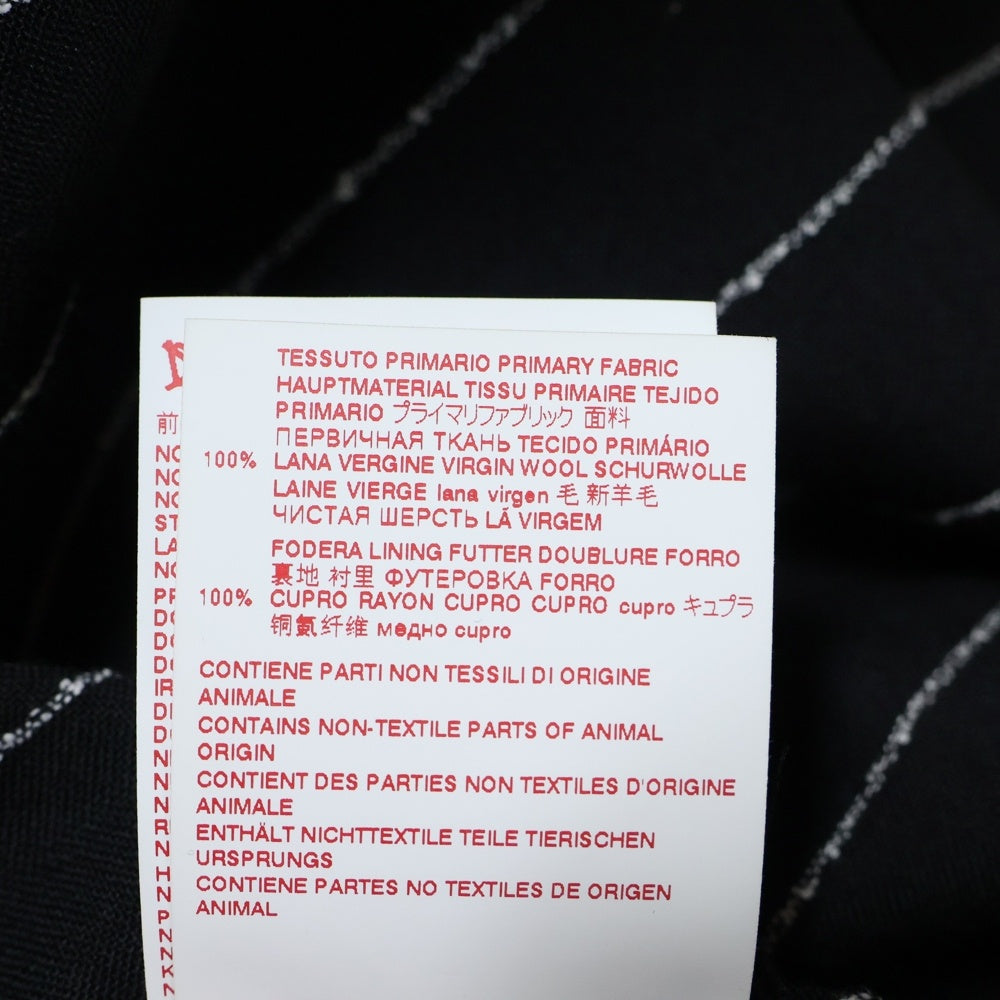 TESSUTO PRIMARIO PRIMARY FABRIC
HAUPTMATERIAL TISSU PRIMAIRE TEJIDO
PRIMARIO プライマリファブリック 面料
ПЕРВИЧНАЯ ТКАНЬ TECIDO PRIMÁRIO
100% LANA VERGINE VIRGIN WOOL SCHURWOLLE
LAINE VIERGE lana virgen 毛 新羊毛
ЧИСТАЯ ШЕРСТЬ LÃ VIRGEM
FODERA LINING FUTTER DOUBLURE FORRO
裏地 衬里 ФУТЕРОВКА FORRO
100% CUPRO RAYON CUPRO CUPRO cupro キュプラ
铜氨纤维 медно cupro
CONTIENE PARTI NON TESSILI DI ORIGINE
ANIMALE
CONTAINS NON-TEXTILE PARTS OF ANIMAL
ORIGIN
CONTIENT DES PARTIES NON TEXTILES D'ORIGINE
ANIMALE
ENTHÄLT NICHTTEXTILE TEILE TIERISCHEN
URSPRUNGS
CONTIENE PARTES NO TEXTILES DE ORIGEN
ANIMAL